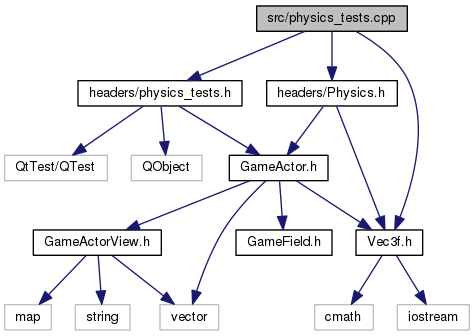 src/physics_tests.cpp
headers/physics_tests.h
headers/Physics.h
QtTest/QTest
QObject
GameActor.h
GameActorView.h
GameField.h
Vec3f.h
map
string
vector
cmath
iostream